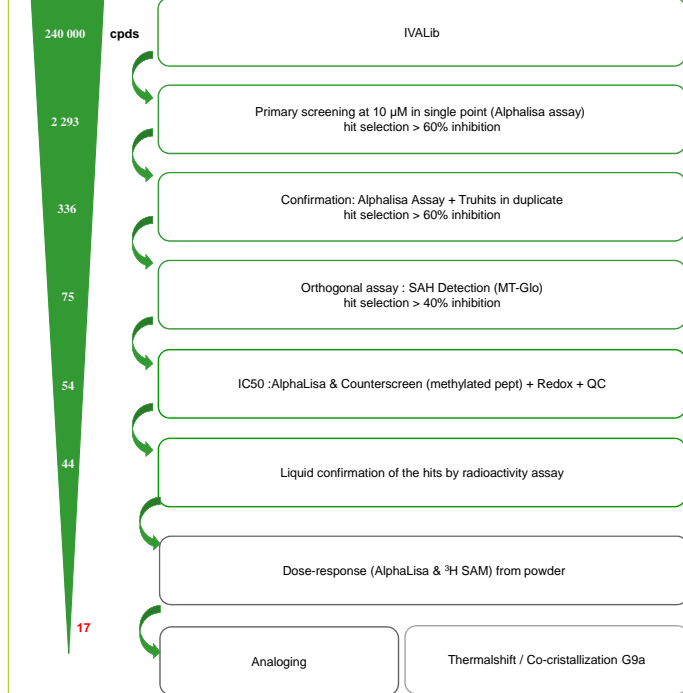 240 000 cpds IVALib
2 293 Primary screening at 10 µM in single point (Alphalisa assay)
hit selection > 60% inhibition
336 Confirmation: Alphalisa Assay + Truhits in duplicate
hit selection > 60% inhibition
75 Orthogonal assay : SAH Detection (MT-Glo)
hit selection > 40% inhibition
54 IC50 :AlphaLisa & Counterscreen (methylated pept) + Redox + QC
44 Liquid confirmation of the hits by radioactivity assay
Dose-response (AlphaLisa & ³H SAM) from powder
17
Analoging
Thermalshift / Co-cristallization G9a